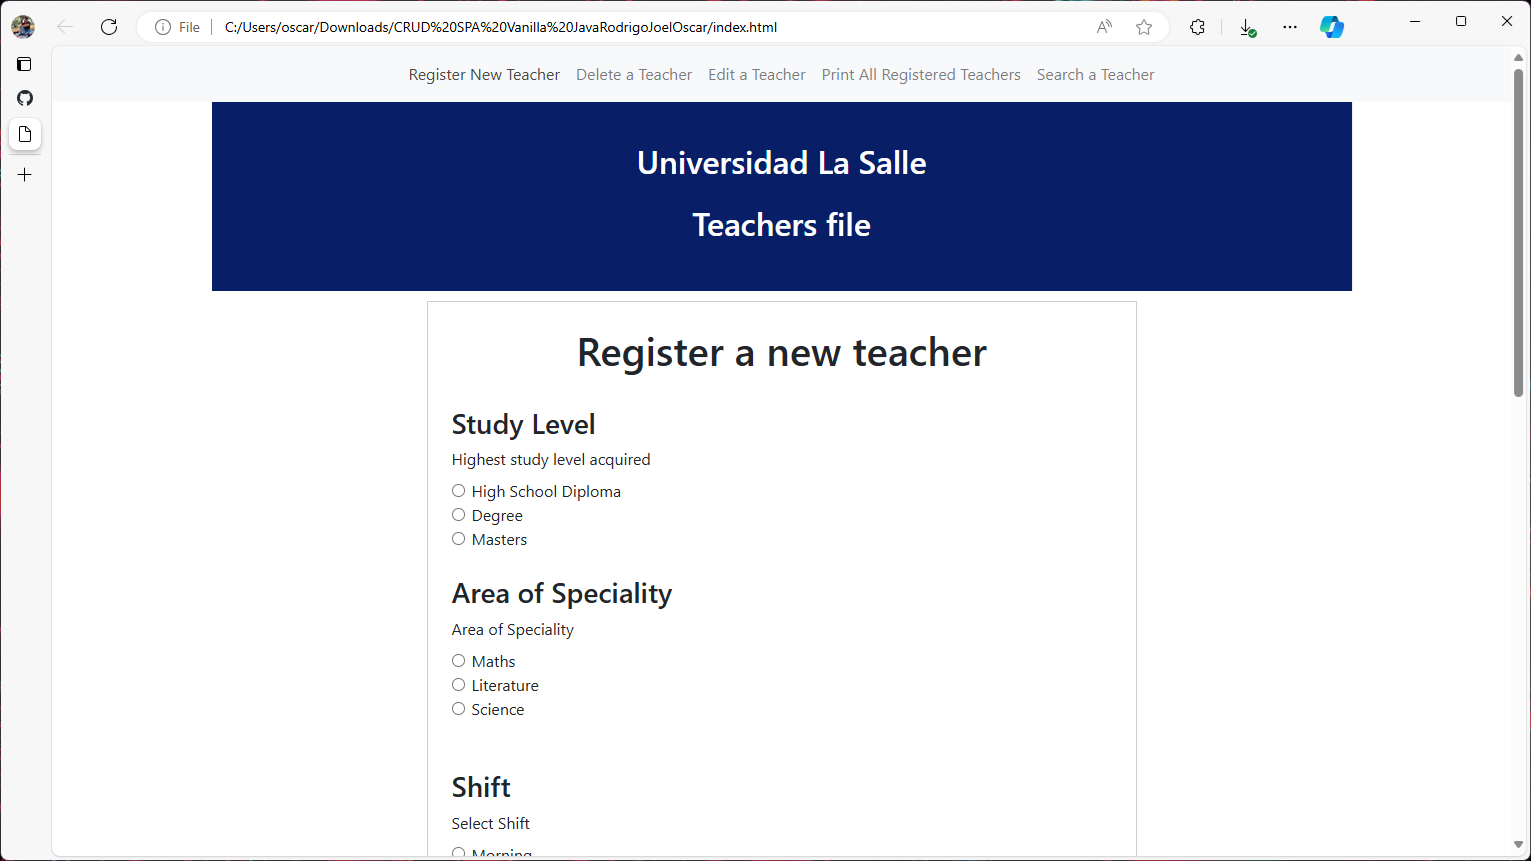 File C:/Users/oscar/Downloads/CRUD%20SPA%20Vanilla%20JavaRodrigoJoelOscar/index.html
Register New Teacher Delete a Teacher Edit a Teacher Print All Registered Teachers Search a Teacher
Universidad La Salle
Teachers file
Register a new teacher
Study Level
Highest study level acquired
High School Diploma
Degree
Masters
Area of Speciality
Area of Speciality
Maths
Literature
Science
Shift
Select Shift
Morning